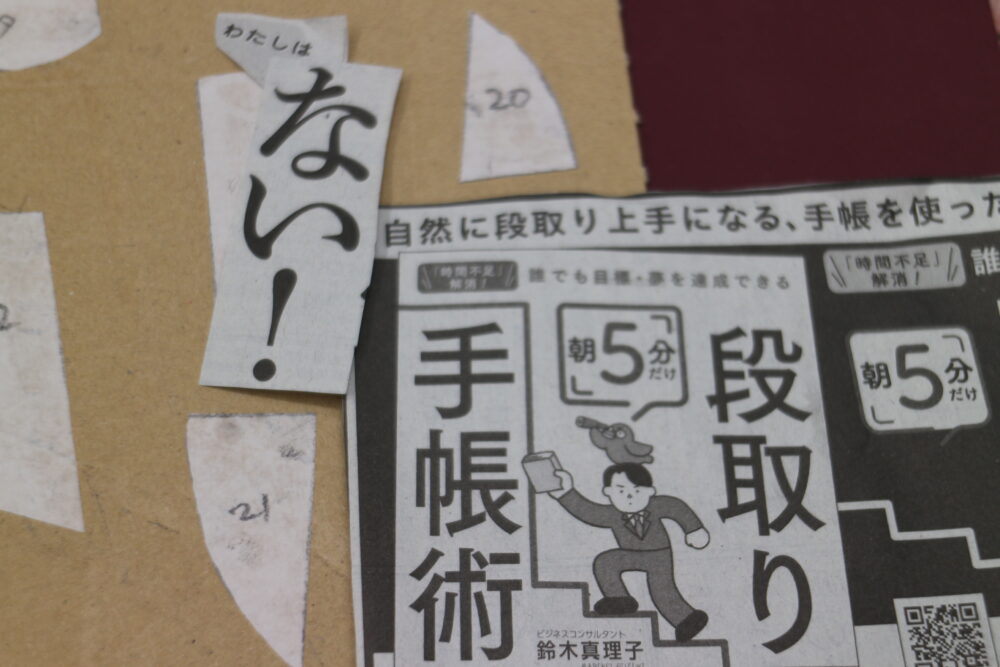 わたしは
ない!
20
21
自然に段取り上手になる、手帳を使った
「時間不足」
解消!
誰でも目標・夢を達成できる
朝5分だけ
段取り
手帳術
ビジネスコンサルタント
鈴木真理子
「時間不足」
解消!
誰
朝5分だけ